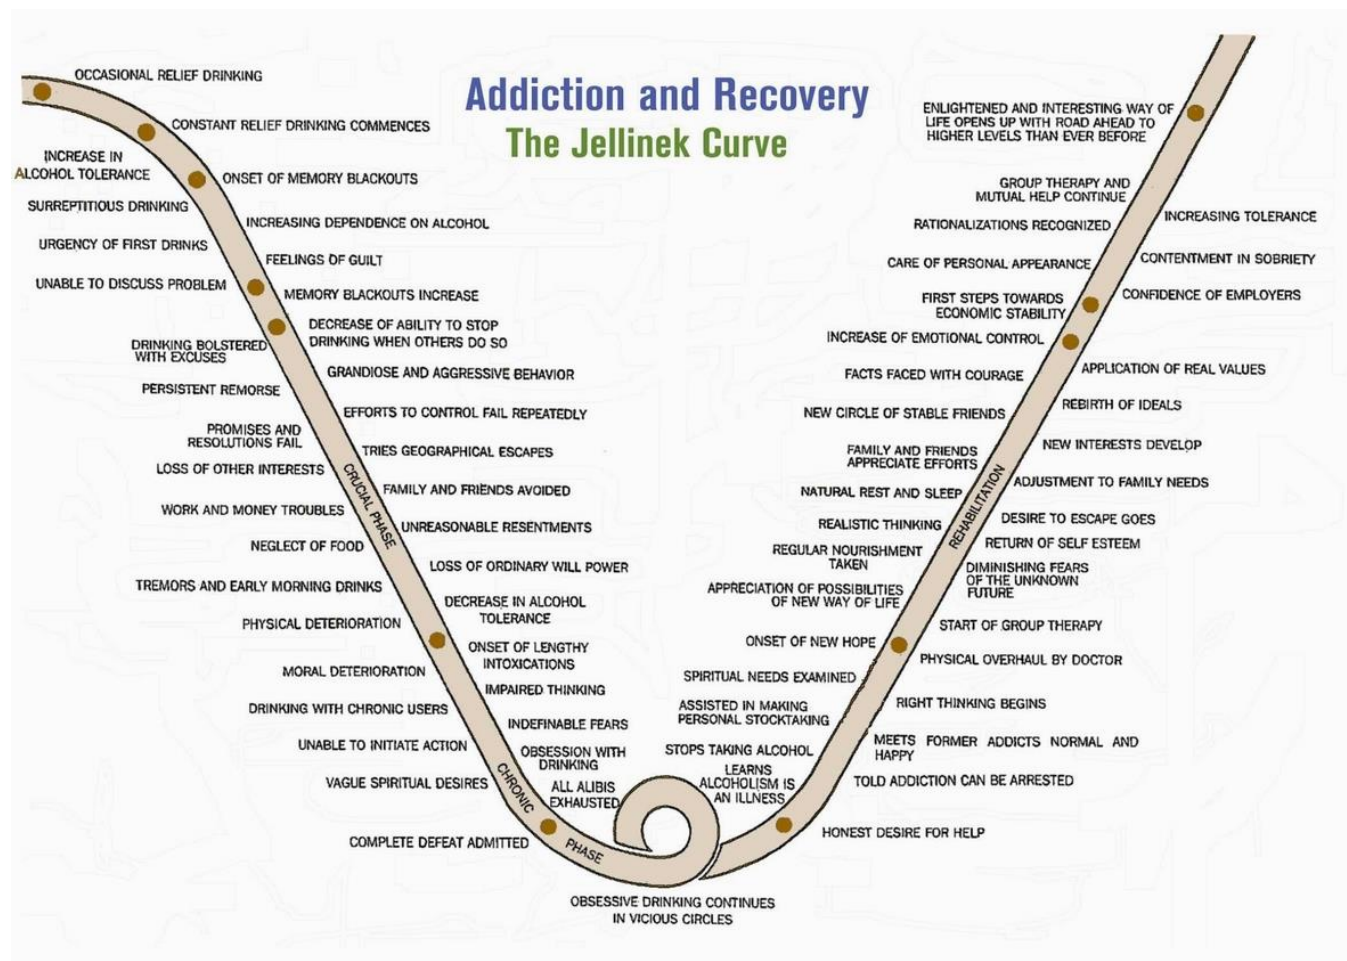 Addiction and Recovery
The Jellinek Curve
OCCASIONAL RELIEF DRINKING
CONSTANT RELIEF DRINKING COMMENCES
INCREASE IN
ALCOHOL TOLERANCE
ONSET OF MEMORY BLACKOUTS
SURREPTITIOUS DRINKING
INCREASING DEPENDENCE ON ALCOHOL
URGENCY OF FIRST DRINKS
FEELINGS OF GUILT
UNABLE TO DISCUSS PROBLEM
MEMORY BLACKOUTS INCREASE
DECREASE OF ABILITY TO STOP
DRINKING WHEN OTHERS DO SO
DRINKING BOLSTERED
WITH EXCUSES
GRANDIOSE AND AGGRESSIVE BEHAVIOR
PERSISTENT REMORSE
EFFORTS TO CONTROL FAIL REPEATEDLY
PROMISES AND
RESOLUTIONS FAIL
TRIES GEOGRAPHICAL ESCAPES
LOSS OF OTHER INTERESTS
CRUCIAL PHASE
FAMILY AND FRIENDS AVOIDED
WORK AND MONEY TROUBLES
UNREASONABLE RESENTMENTS
NEGLECT OF FOOD
LOSS OF ORDINARY WILL POWER
TREMORS AND EARLY MORNING DRINKS
DECREASE IN ALCOHOL
TOLERANCE
PHYSICAL DETERIORATION
ONSET OF LENGTHY
INTOXICATIONS
MORAL DETERIORATION
IMPAIRED THINKING
DRINKING WITH CHRONIC USERS
INDEFINABLE FEARS
UNABLE TO INITIATE ACTION
OBSESSION WITH
DRINKING
VAGUE SPIRITUAL DESIRES
CHRONIC
PHASE
ALL ALIBIS
EXHAUSTED
COMPLETE DEFEAT ADMITTED
OBSESSIVE DRINKING CONTINUES
IN VICIOUS CIRCLES
ENLIGHTENED AND INTERESTING WAY OF
LIFE OPENS UP WITH ROAD AHEAD TO
HIGHER LEVELS THAN EVER BEFORE
GROUP THERAPY AND
MUTUAL HELP CONTINUE
INCREASING TOLERANCE
RATIONALIZATIONS RECOGNIZED
CONTENTMENT IN SOBRIETY
CARE OF PERSONAL APPEARANCE
CONFIDENCE OF EMPLOYERS
FIRST STEPS TOWARDS
ECONOMIC STABILITY
INCREASE OF EMOTIONAL CONTROL
APPLICATION OF REAL VALUES
FACTS FACED WITH COURAGE
REBIRTH OF IDEALS
NEW CIRCLE OF STABLE FRIENDS
NEW INTERESTS DEVELOP
FAMILY AND FRIENDS
APPRECIATE EFFORTS
ADJUSTMENT TO FAMILY NEEDS
NATURAL REST AND SLEEP
REHABILITATION
DESIRE TO ESCAPE GOES
REALISTIC THINKING
RETURN OF SELF ESTEEM
REGULAR NOURISHMENT
TAKEN
DIMINISHING FEARS
OF THE UNKNOWN
FUTURE
APPRECIATION OF POSSIBILITIES
OF NEW WAY OF LIFE
START OF GROUP THERAPY
ONSET OF NEW HOPE
PHYSICAL OVERHAUL BY DOCTOR
SPIRITUAL NEEDS EXAMINED
RIGHT THINKING BEGINS
ASSISTED IN MAKING
PERSONAL STOCKTAKING
MEETS FORMER ADDICTS NORMAL AND
HAPPY
STOPS TAKING ALCOHOL
LEARNS
ALCOHOLISM IS
AN ILLNESS
TOLD ADDICTION CAN BE ARRESTED
HONEST DESIRE FOR HELP